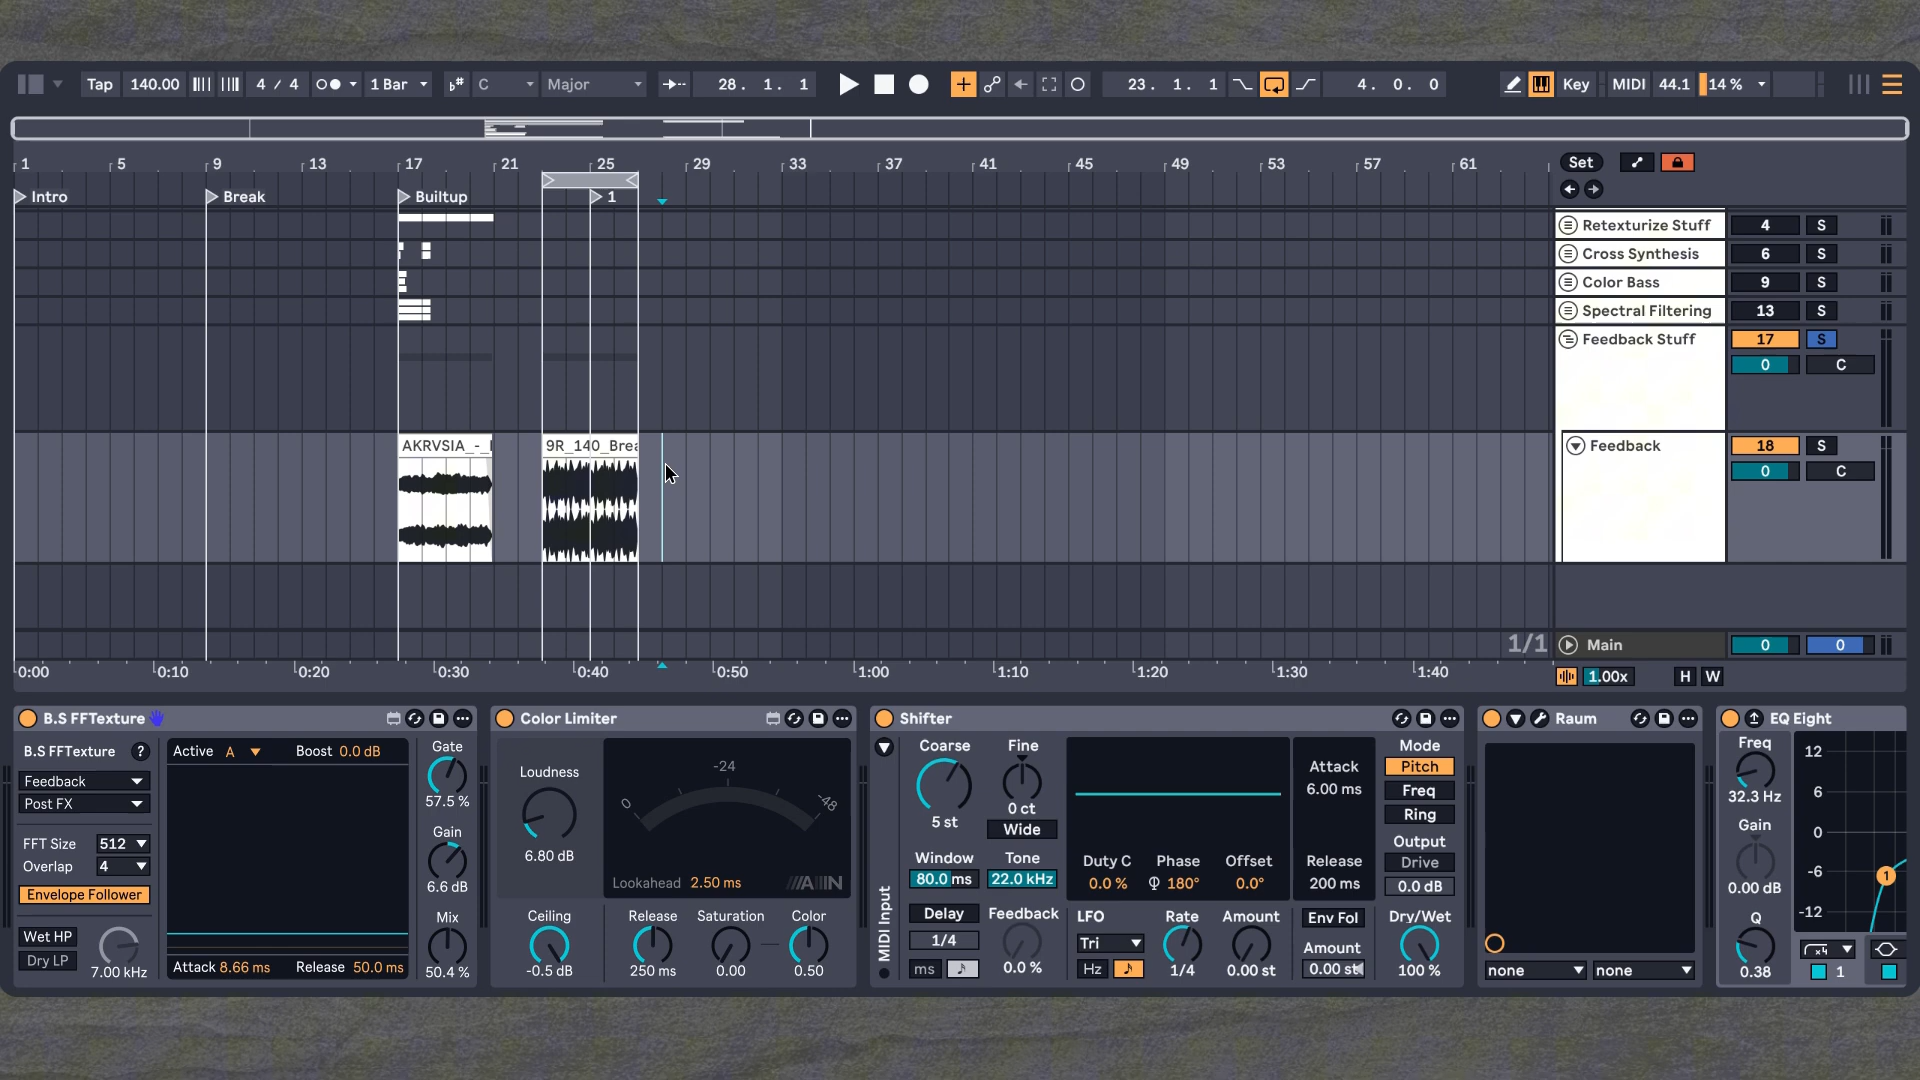 Tap 140.00 4 / 4 1 Bar C Major 28. 1. 1 23. 1. 1 4. 0. 0 Key MIDI 44.1 14 %
1 5 9 13 17 21 25 29 33 37 41 45 49 53 57 61 Set
Intro Break Builtup 1
Retexturize Stuff 4 S
Cross Synthesis 6 S
Color Bass 9 S
Spectral Filtering 13 S
Feedback Stuff 17 S
0 C
AKRVSIA_-_ 9R_140_Brea Feedback 18 S
0 C
1/1 Main 0 0
0:00 0:10 0:20 0:30 0:40 0:50 1:00 1:10 1:20 1:30 1:40 1.00x H W
B.S FFTexture
B.S FFTexture ?
Feedback
Post FX
FFT Size 512
Overlap 4
Envelope Follower
Wet HP
Dry LP
7.00 kHz
Active A Boost 0.0 dB
Attack 8.66 ms Release 50.0 ms
Gate
57.5 %
Gain
6.6 dB
Mix
50.4 %
Color Limiter
Loudness
6.80 dB
0 -24 -48
Lookahead 2.50 ms
Ceiling Release Saturation Color
-0.5 dB 250 ms 0.00 0.50
Shifter
MIDI Input
Coarse Fine
5 st 0 ct
Wide
Window Tone
80.0 ms 22.0 kHz
Delay Feedback
1/4
ms 0.0 %
Duty C Phase Offset
0.0 % 180° 0.0°
LFO Rate Amount
Tri
Hz 1/4 0.00 st
Attack
6.00 ms
Release
200 ms
Env Fol
Amount
0.00 st
Mode
Pitch
Freq
Ring
Output
Drive
0.0 dB
Dry/Wet
100 %
Raum
none none
EQ Eight
Freq
32.3 Hz
Gain
0.00 dB
Q
0.38
12
6
0
-6
-12
1
x4
1